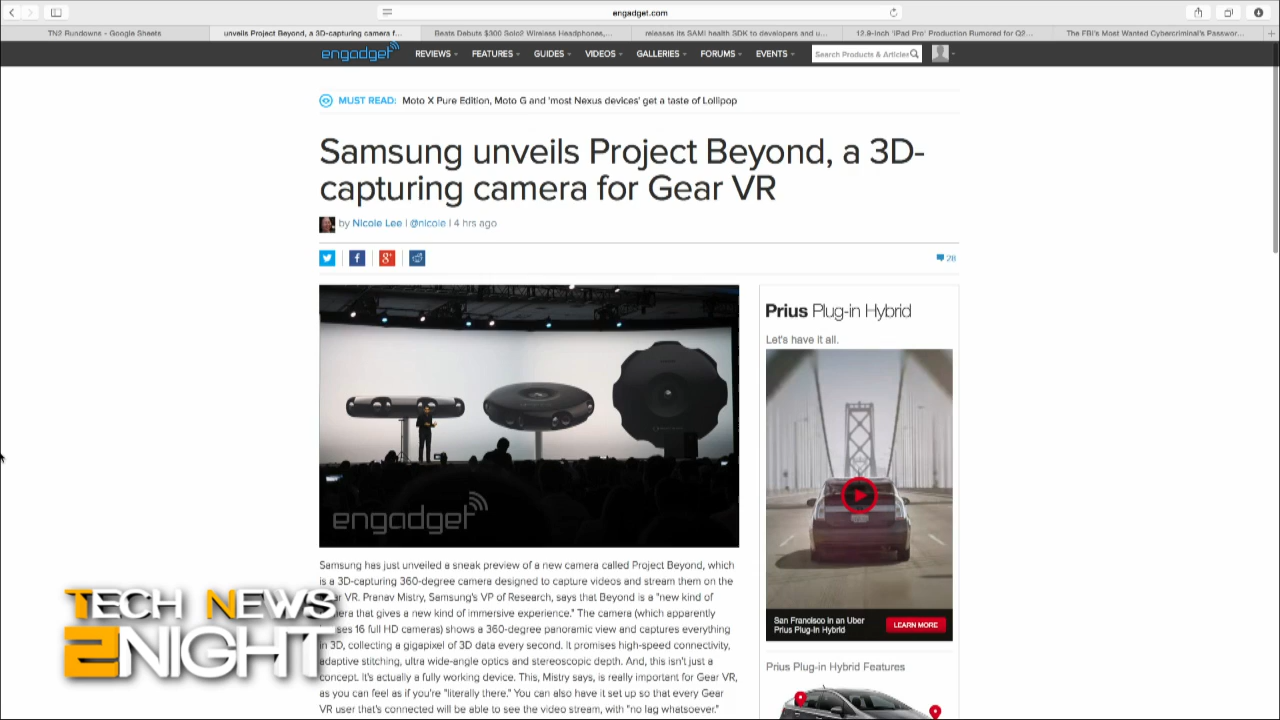 engadget.com
TN2 Rundowns - Google Sheets
unveils Project Beyond, a 3D-capturing camera f...
Beats Debuts $300 Solo2 Wireless Headphones,...
releases its SAMI health SDK to developers and u...
12.9-Inch 'iPad Pro' Production Rumored for Q2...
The FBI's Most Wanted Cybercriminal's Passwor...
engadget
REVIEWS
FEATURES
GUIDES
VIDEOS
GALLERIES
FORUMS
EVENTS
Search Products & Articles
MUST READ: Moto X Pure Edition, Moto G and 'most Nexus devices' get a taste of Lollipop
Samsung unveils Project Beyond, a 3D-
capturing camera for Gear VR
by Nicole Lee | @nicole | 4 hrs ago
28
engadget
Samsung has just unveiled a sneak preview of a new camera called Project Beyond, which
is a 3D-capturing 360-degree camera designed to capture videos and stream them on the
VR. Pranav Mistry, Samsung's VP of Research, says that Beyond is a "new kind of
that gives a new kind of immersive experience." The camera (which apparently
16 full HD cameras) shows a 360-degree panoramic view and captures everything
in 3D, collecting a gigapixel of 3D data every second. It promises high-speed connectivity,
adaptive stitching, ultra wide-angle optics and stereoscopic depth. And, this isn't just a
concept. It's actually a fully working device. This, Mistry says, is really important for Gear VR,
as you can feel as if you're "literally there." You can also have it set up so that every Gear
VR user that's connected will be able to see the video stream, with "no lag whatsoever."
Prius Plug-in Hybrid
Let's have it all.
San Francisco in an Uber
Prius Plug-in Hybrid
LEARN MORE
Prius Plug-in Hybrid Features
TECH NEWS
2NIGHT